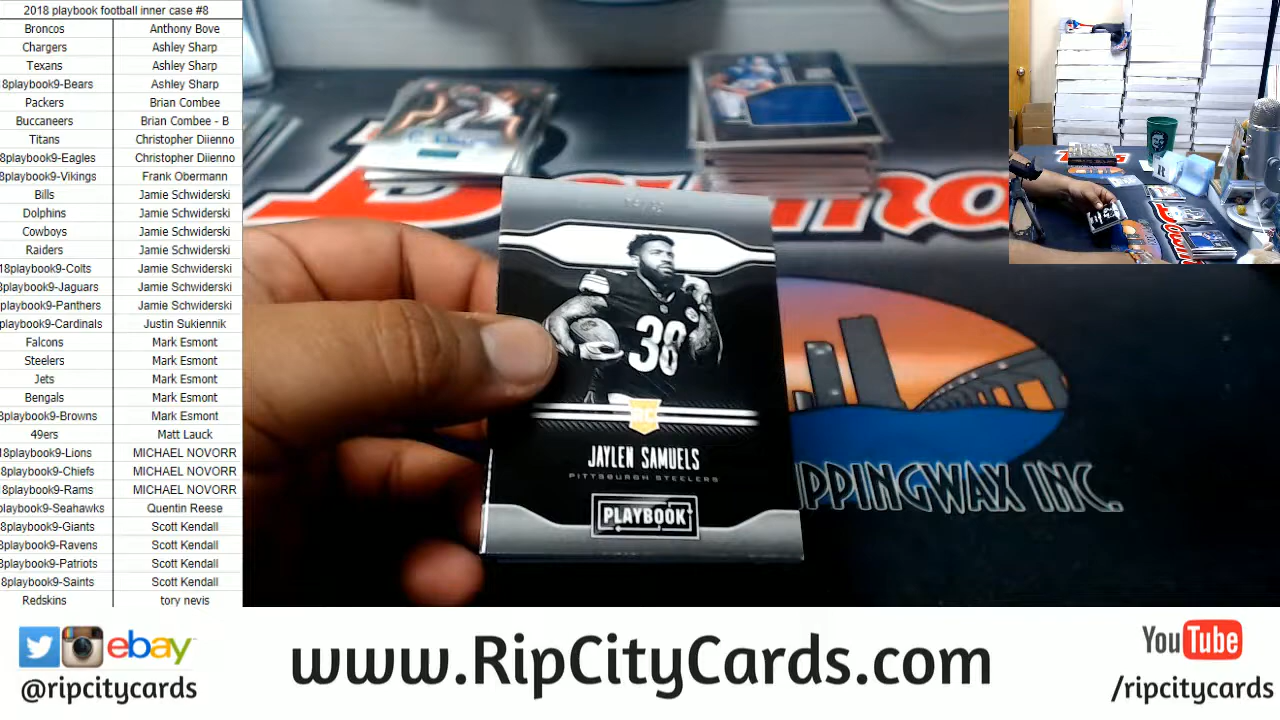 2018 playbook football inner case #8
Broncos Anthony Bove
Chargers Ashley Sharp
Texans Ashley Sharp
8playbook9-Bears Ashley Sharp
Packers Brian Combee
Buccaneers Brian Combee - B
Titans Christopher Diienno
8playbook9-Eagles Christopher Diienno
8playbook9-Vikings Frank Obermann
Bills Jamie Schwiderski
Dolphins Jamie Schwiderski
Cowboys Jamie Schwiderski
Raiders Jamie Schwiderski
18playbook9-Colts Jamie Schwiderski
8playbook9-Jaguars Jamie Schwiderski
playbook9-Panthers Jamie Schwiderski
playbook9-Cardinals Justin Sukiennik
Falcons Mark Esmont
Steelers Mark Esmont
Jets Mark Esmont
Bengals Mark Esmont
8playbook9-Browns Mark Esmont
49ers Matt Lauck
18playbook9-Lions MICHAEL NOVORR
8playbook9-Chiefs MICHAEL NOVORR
18playbook9-Rams MICHAEL NOVORR
playbook9-Seahawks Quentin Reese
8playbook9-Giants Scott Kendall
8playbook9-Ravens Scott Kendall
8playbook9-Patriots Scott Kendall
8playbook9-Saints Scott Kendall
Redskins tory nevis
38
RC
JAYLEN SAMUELS
PITTSBURGH STEELERS
PLAYBOOK
IPPINGWAX INC.
ebay
@ripcitycards
www.RipCityCards.com
YouTube
/ripcitycards